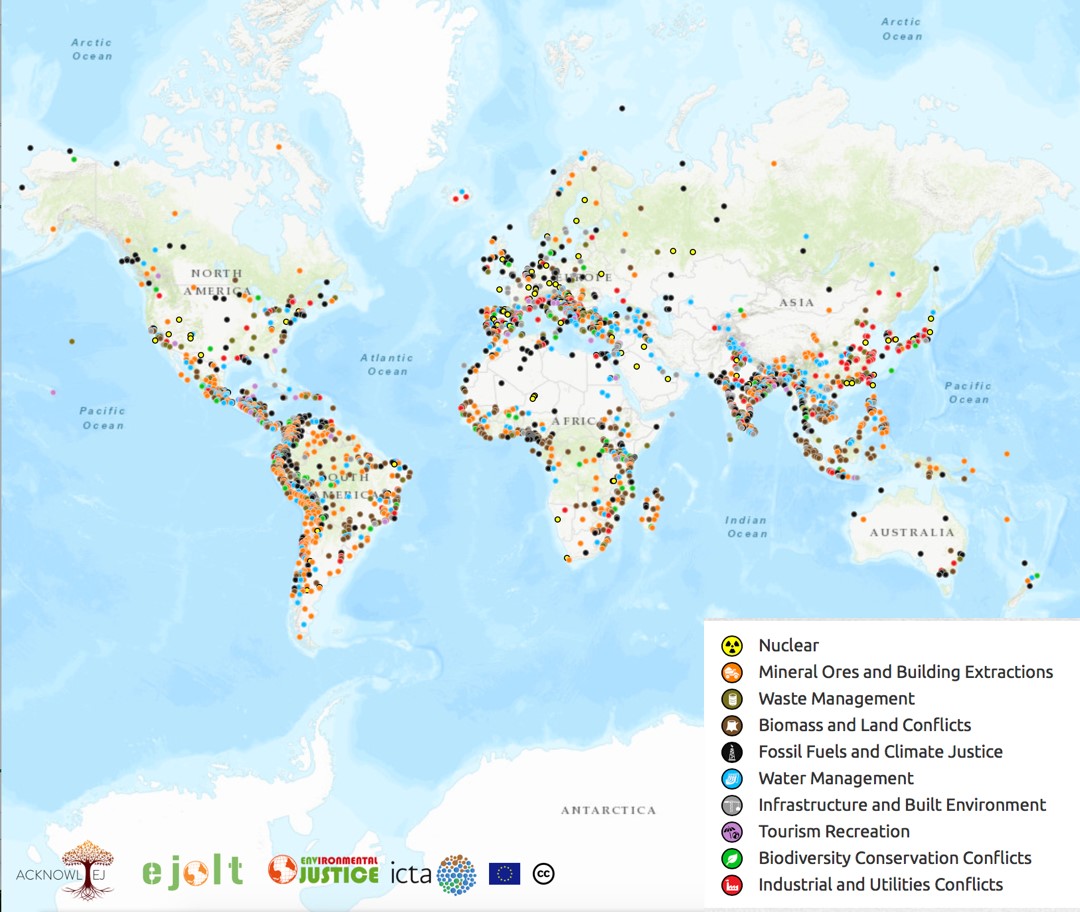 Arctic
Ocean
Arctic
Ocean
NORTH
AMERICA
EUROPE
ASIA
Atlantic
Ocean
Pacific
Ocean
Pacific
Ocean
AFRIC
SOUTH
AMERICA
Indian
Ocean
AUSTRALIA
ANTARCTICA
Nuclear
Mineral Ores and Building Extractions
Waste Management
Biomass and Land Conflicts
Fossil Fuels and Climate Justice
Water Management
Infrastructure and Built Environment
Tourism Recreation
Biodiversity Conservation Conflicts
Industrial and Utilities Conflicts
ACKNOWL EJ
ejolt
ENVIRONMENTAL
JUSTICE
icta
cc